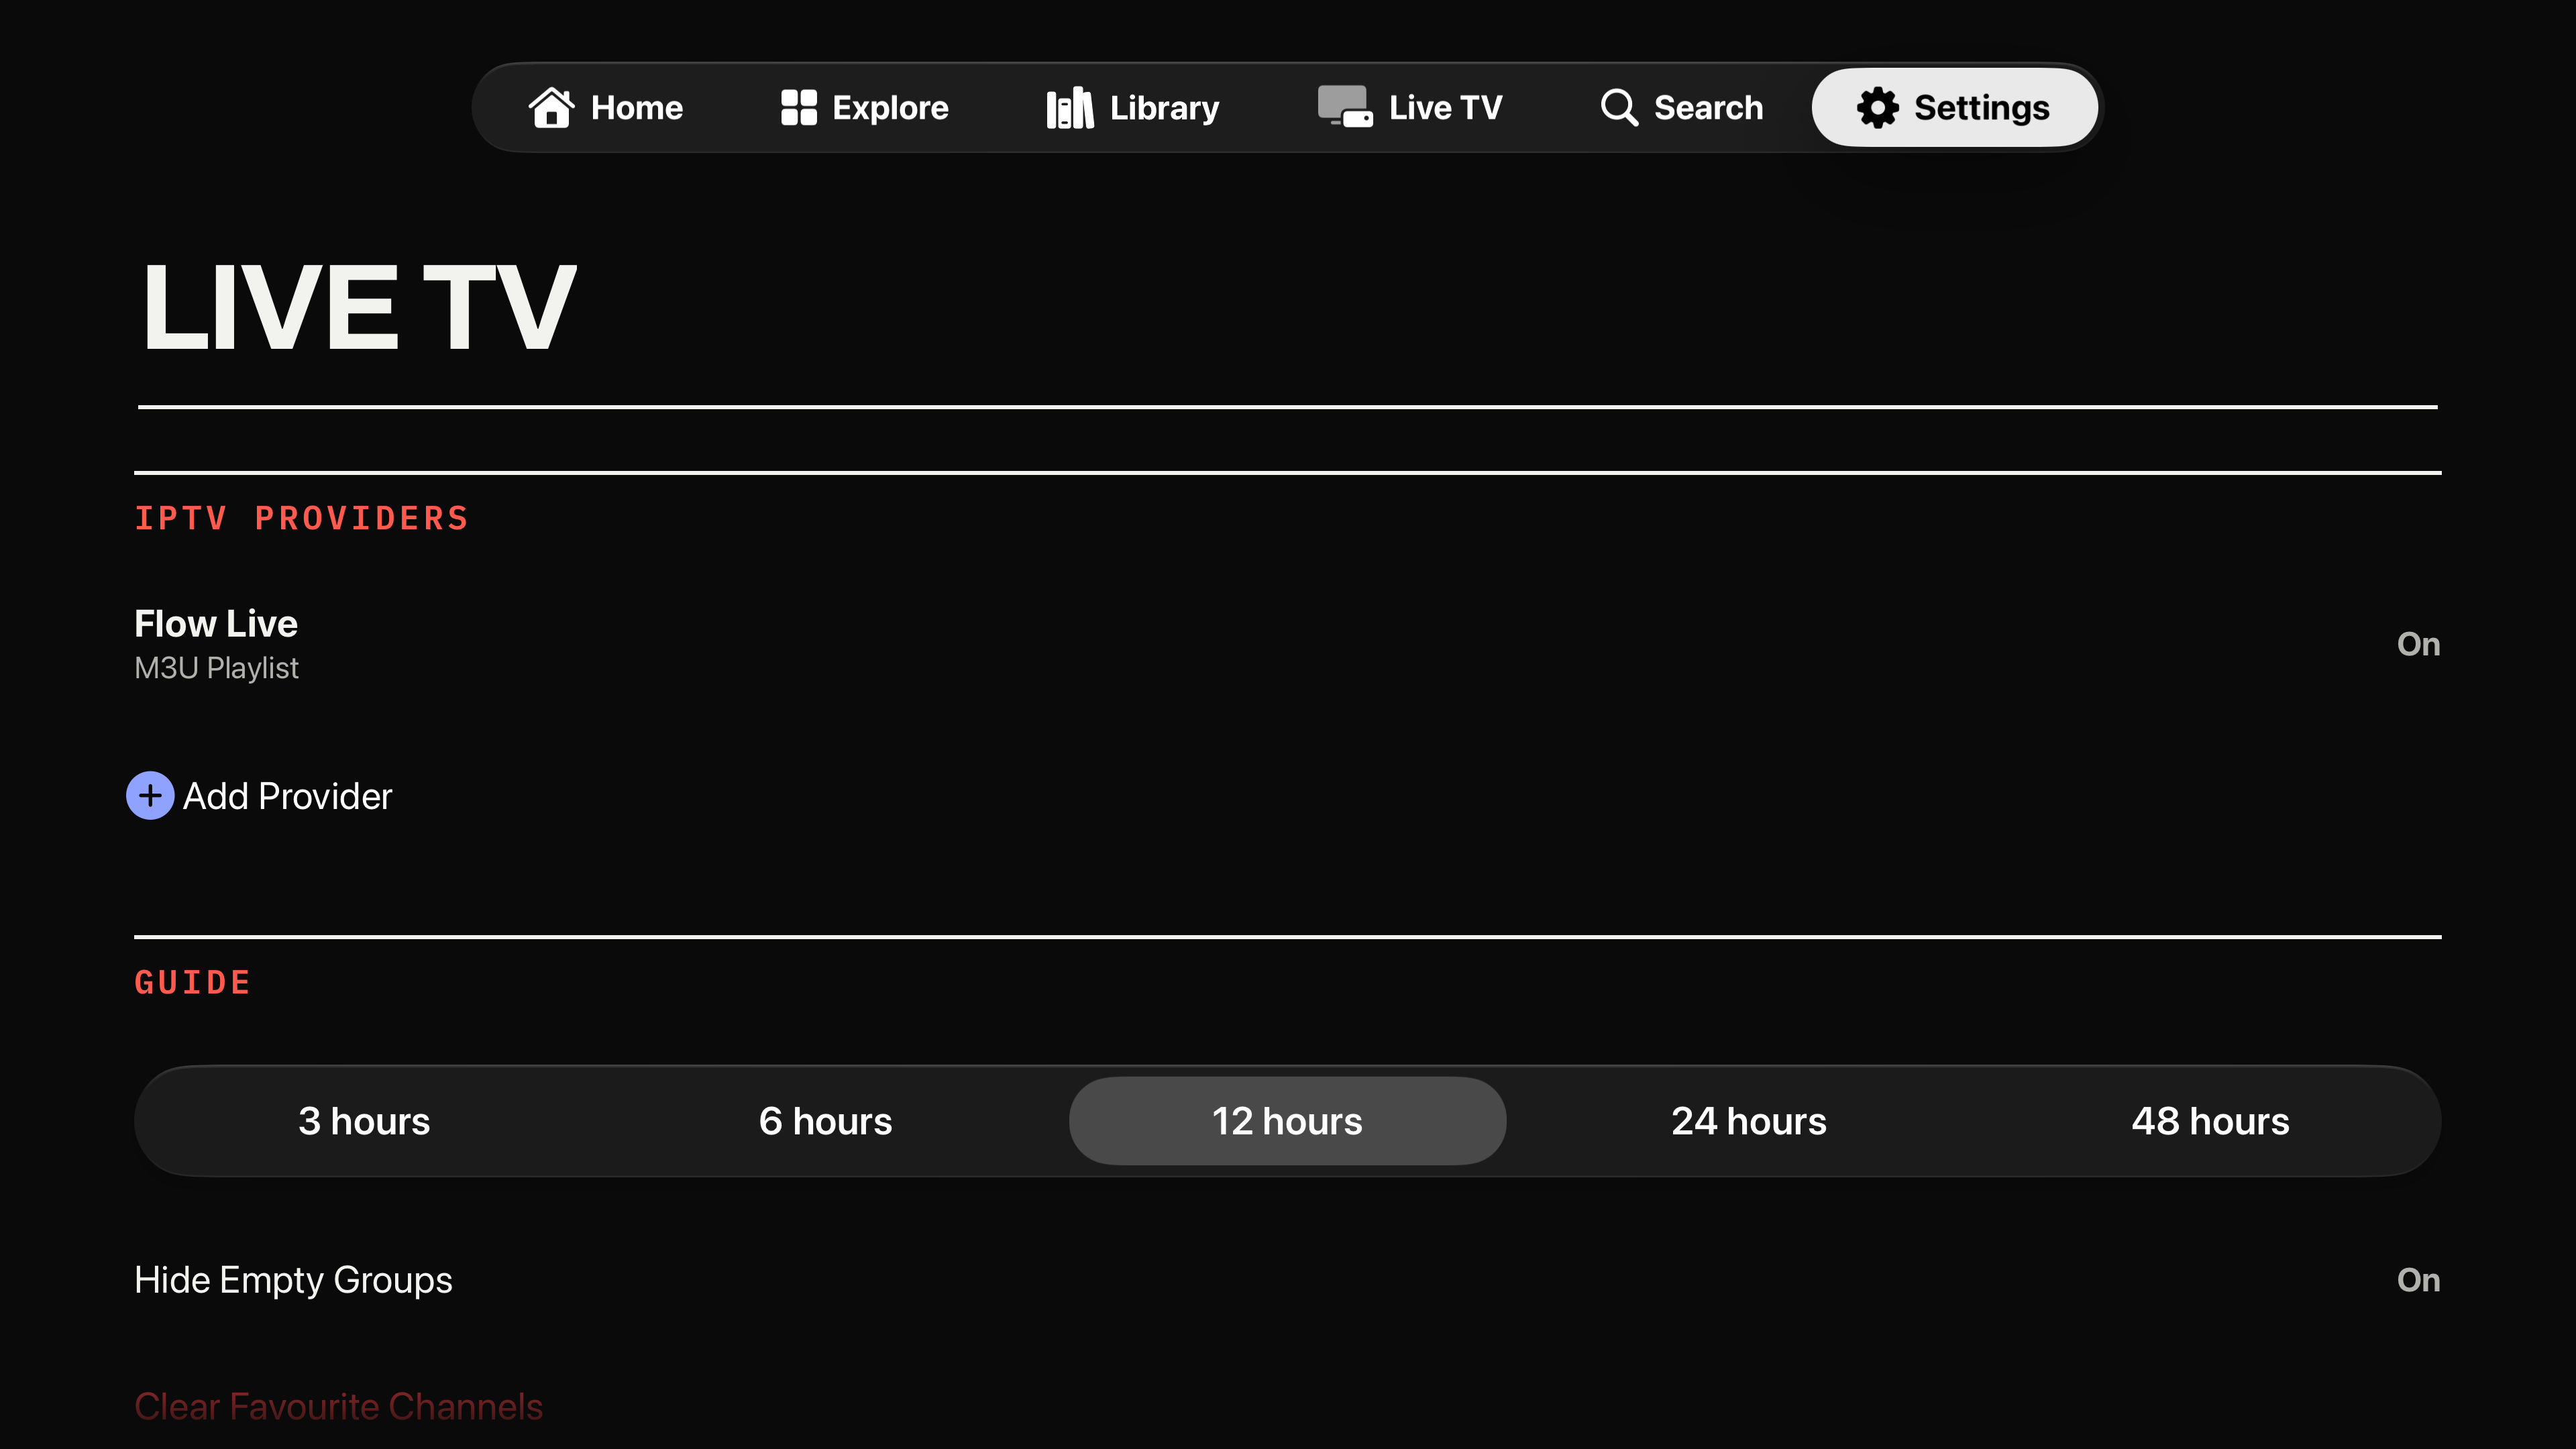 Home Explore Library Live TV Search Settings
LIVE TV
IPTV PROVIDERS
Flow Live
M3U Playlist
On
Add Provider
GUIDE
3 hours 6 hours 12 hours 24 hours 48 hours
Hide Empty Groups On
Clear Favourite Channels